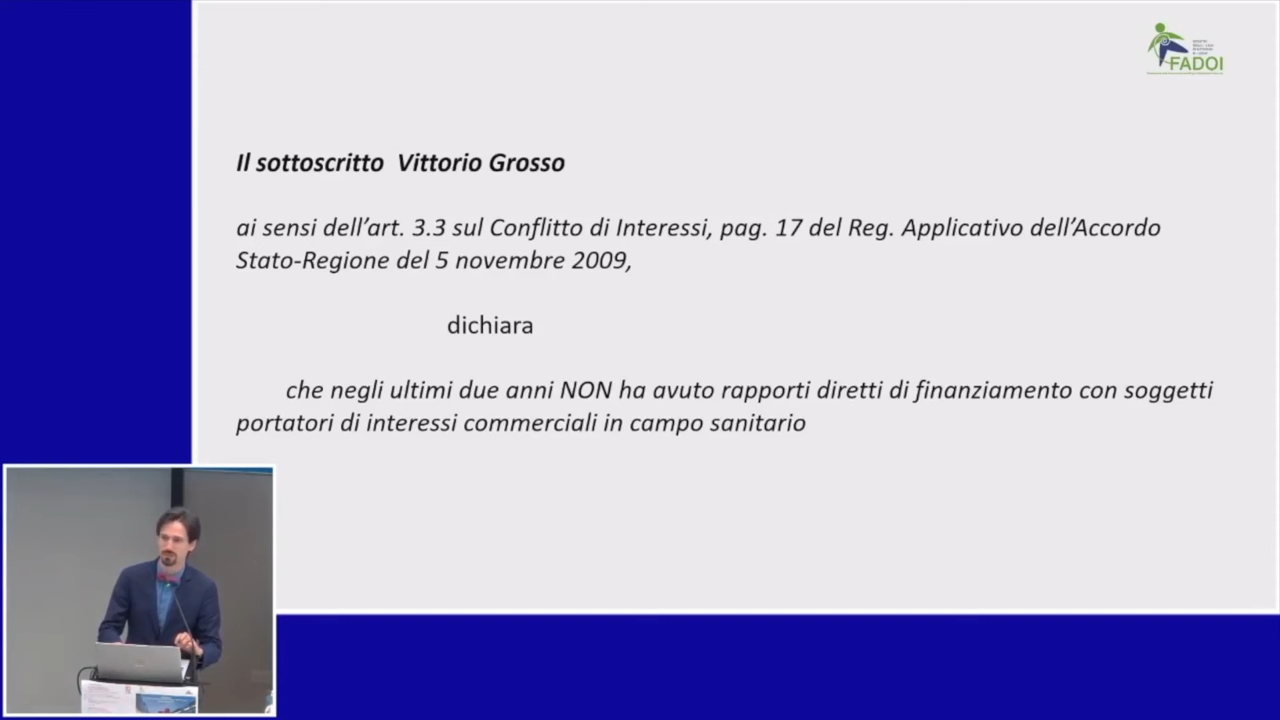 FADOI
Il sottoscritto Vittorio Grosso
ai sensi dell’art. 3.3 sul Conflitto di Interessi, pag. 17 del Reg. Applicativo dell’Accordo
Stato-Regione del 5 novembre 2009,
dichiara
che negli ultimi due anni NON ha avuto rapporti diretti di finanziamento con soggetti
portatori di interessi commerciali in campo sanitario